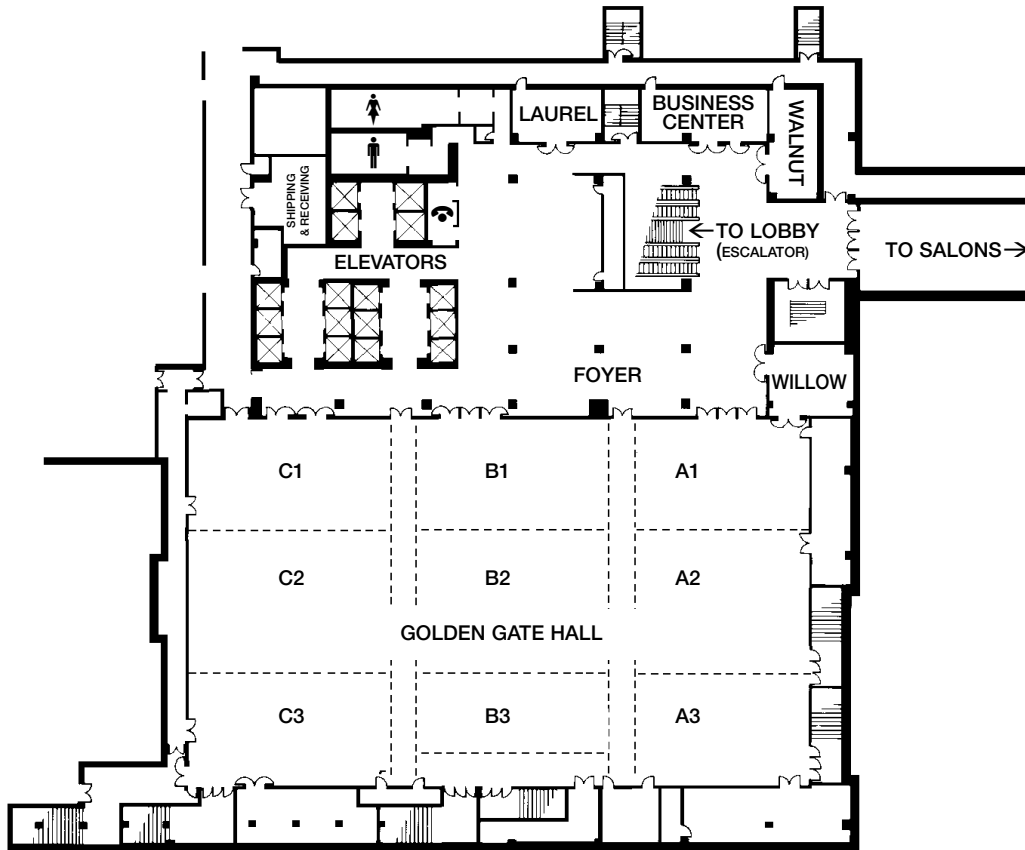 LAUREL
BUSINESS
CENTER
WALNUT
SHIPPING
& RECEIVING
←TO LOBBY
(ESCALATOR)
TO SALONS→
ELEVATORS
FOYER
WILLOW
C1
B1
A1
C2
B2
A2
GOLDEN GATE HALL
C3
B3
A3